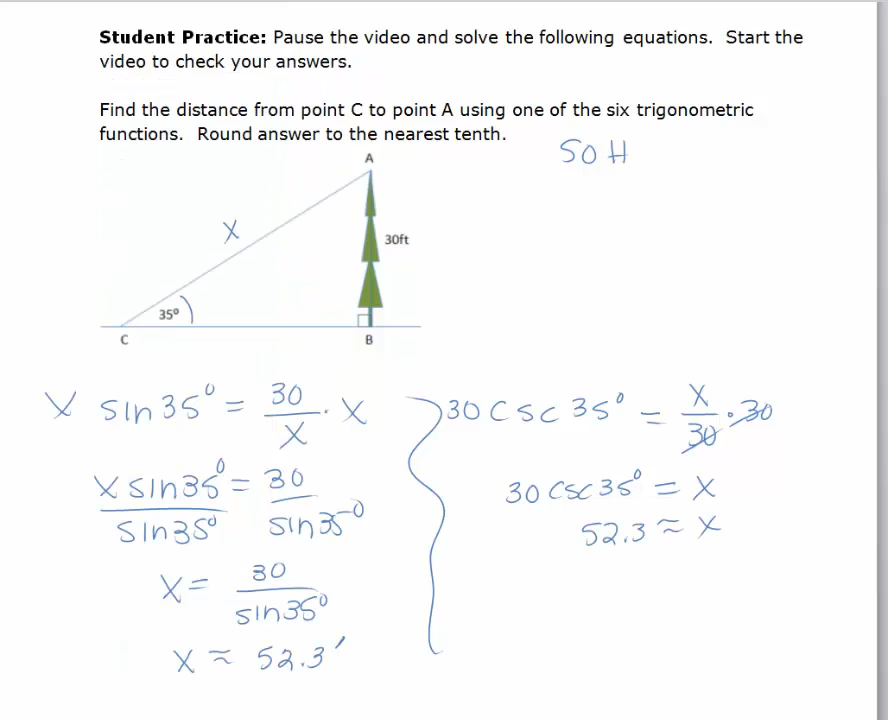 Student Practice: Pause the video and solve the following equations. Start the
video to check your answers.
Find the distance from point C to point A using one of the six trigonometric
functions. Round answer to the nearest tenth.
SOH
A
X
30ft
35º
C
B
X sin35° = 30/X · X
X sin35°/sin35° = 30/sin35°
X = 30/sin35°
X ≈ 52.3'
30 csc 35° = X/30 · 30
30 csc 35° = X
52.3 ≈ X